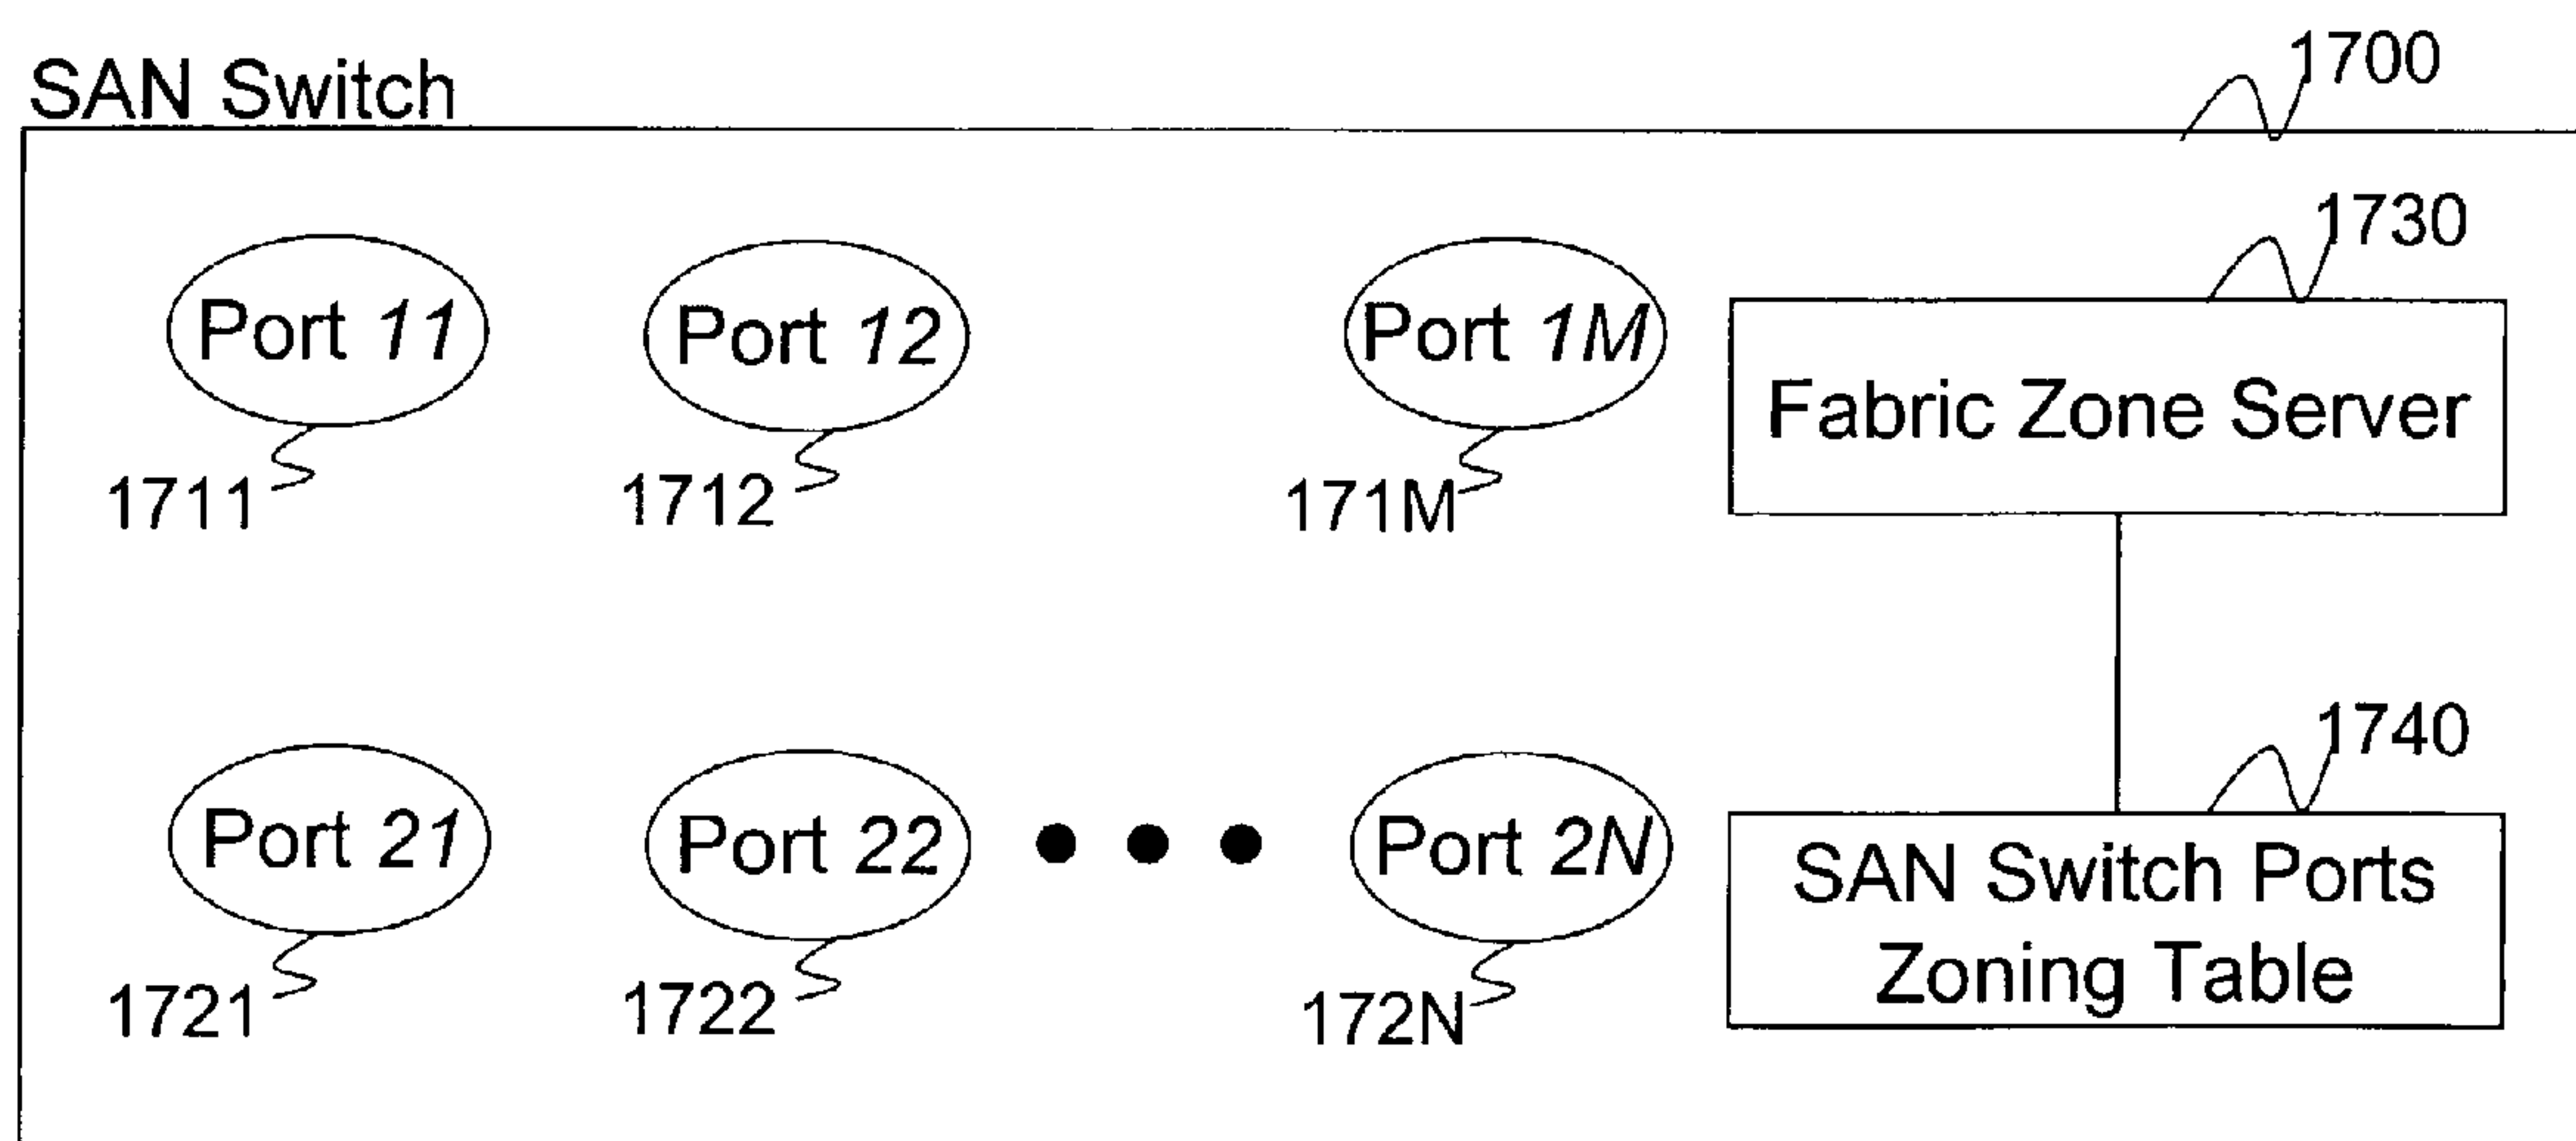 SAN Switch
1700
1730
Port 11
Port 12
Port 1M
Fabric Zone Server
1711
1712
171M
1740
Port 21
Port 22
Port 2N
SAN Switch Ports
Zoning Table
1721
1722
172N